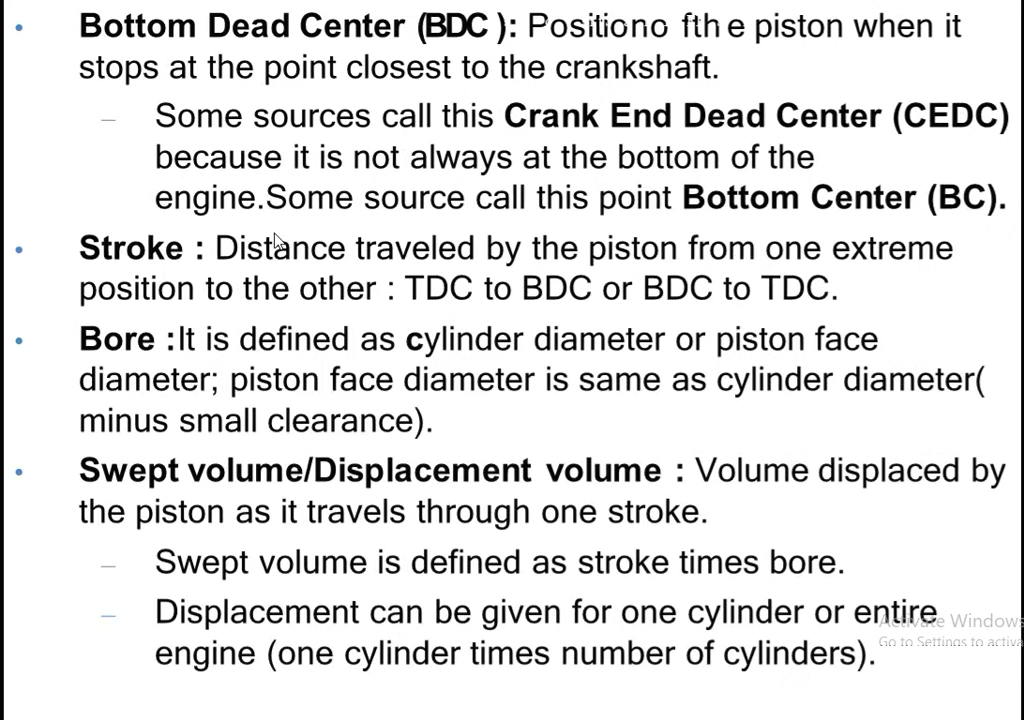 • Bottom Dead Center (BDC ): Positiono fth e piston when it
stops at the point closest to the crankshaft.
– Some sources call this Crank End Dead Center (CEDC)
because it is not always at the bottom of the
engine.Some source call this point Bottom Center (BC).
• Stroke : Distance traveled by the piston from one extreme
position to the other : TDC to BDC or BDC to TDC.
• Bore :It is defined as cylinder diameter or piston face
diameter; piston face diameter is same as cylinder diameter(
minus small clearance).
• Swept volume/Displacement volume : Volume displaced by
the piston as it travels through one stroke.
– Swept volume is defined as stroke times bore.
– Displacement can be given for one cylinder or entire
engine (one cylinder times number of cylinders).
Activate Windows
Go to Settings to activa